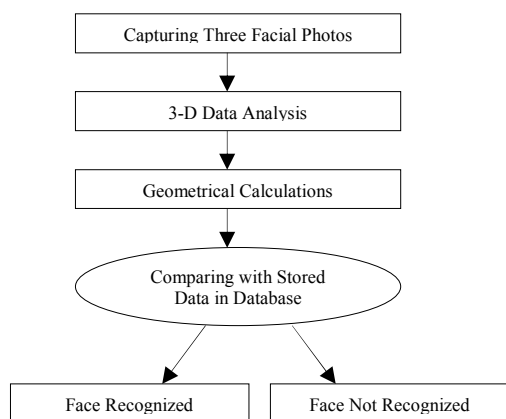 Capturing Three Facial Photos
3-D Data Analysis
Geometrical Calculations
Comparing with Stored
Data in Database
Face Recognized
Face Not Recognized